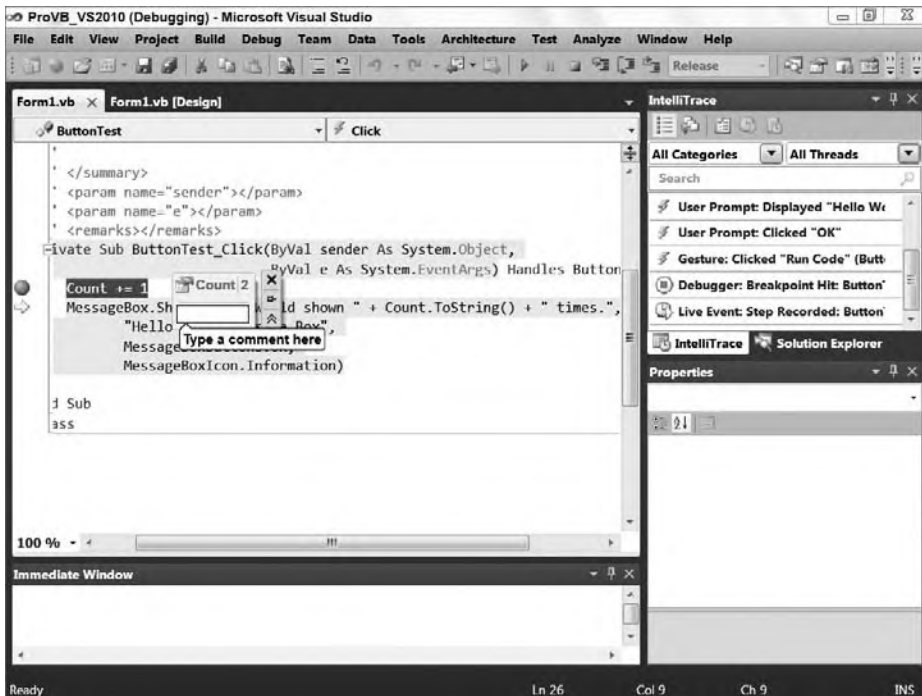 ProVB_VS2010 (Debugging) - Microsoft Visual Studio
File Edit View Project Build Debug Team Data Tools Architecture Test Analyze Window Help
Release
Form1.vb Form1.vb [Design]
ButtonTest Click
'
' </summary>
' <param name="sender"></param>
' <param name="e"></param>
' <remarks></remarks>
ivate Sub ButtonTest_Click(ByVal sender As System.Object,
ByVal e As System.EventArgs) Handles Button
Count += 1
Count 2
MessageBox.Sh ld shown " + Count.ToString() + " times.",
"Hello Box",
Type a comment here
MessageBoxIcon.Information)
d Sub
ass
100 %
Immediate Window
IntelliTrace
All Categories All Threads
Search
User Prompt: Displayed "Hello Wo
User Prompt: Clicked "OK"
Gesture: Clicked "Run Code" (Butt
Debugger: Breakpoint Hit: Button
Live Event: Step Recorded: Button
IntelliTrace Solution Explorer
Properties
Ready Ln 26 Col 9 Ch 9 INS